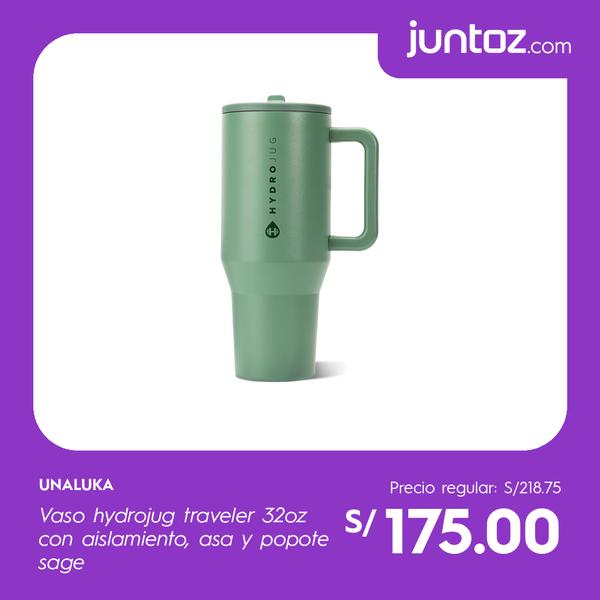 juntoz.com
HYDROJUG
UNALUKA
Vaso hydrojug traveler 32oz
con aislamiento, asa y popote
sage
Precio regular: S/218.75
S/ 175.00